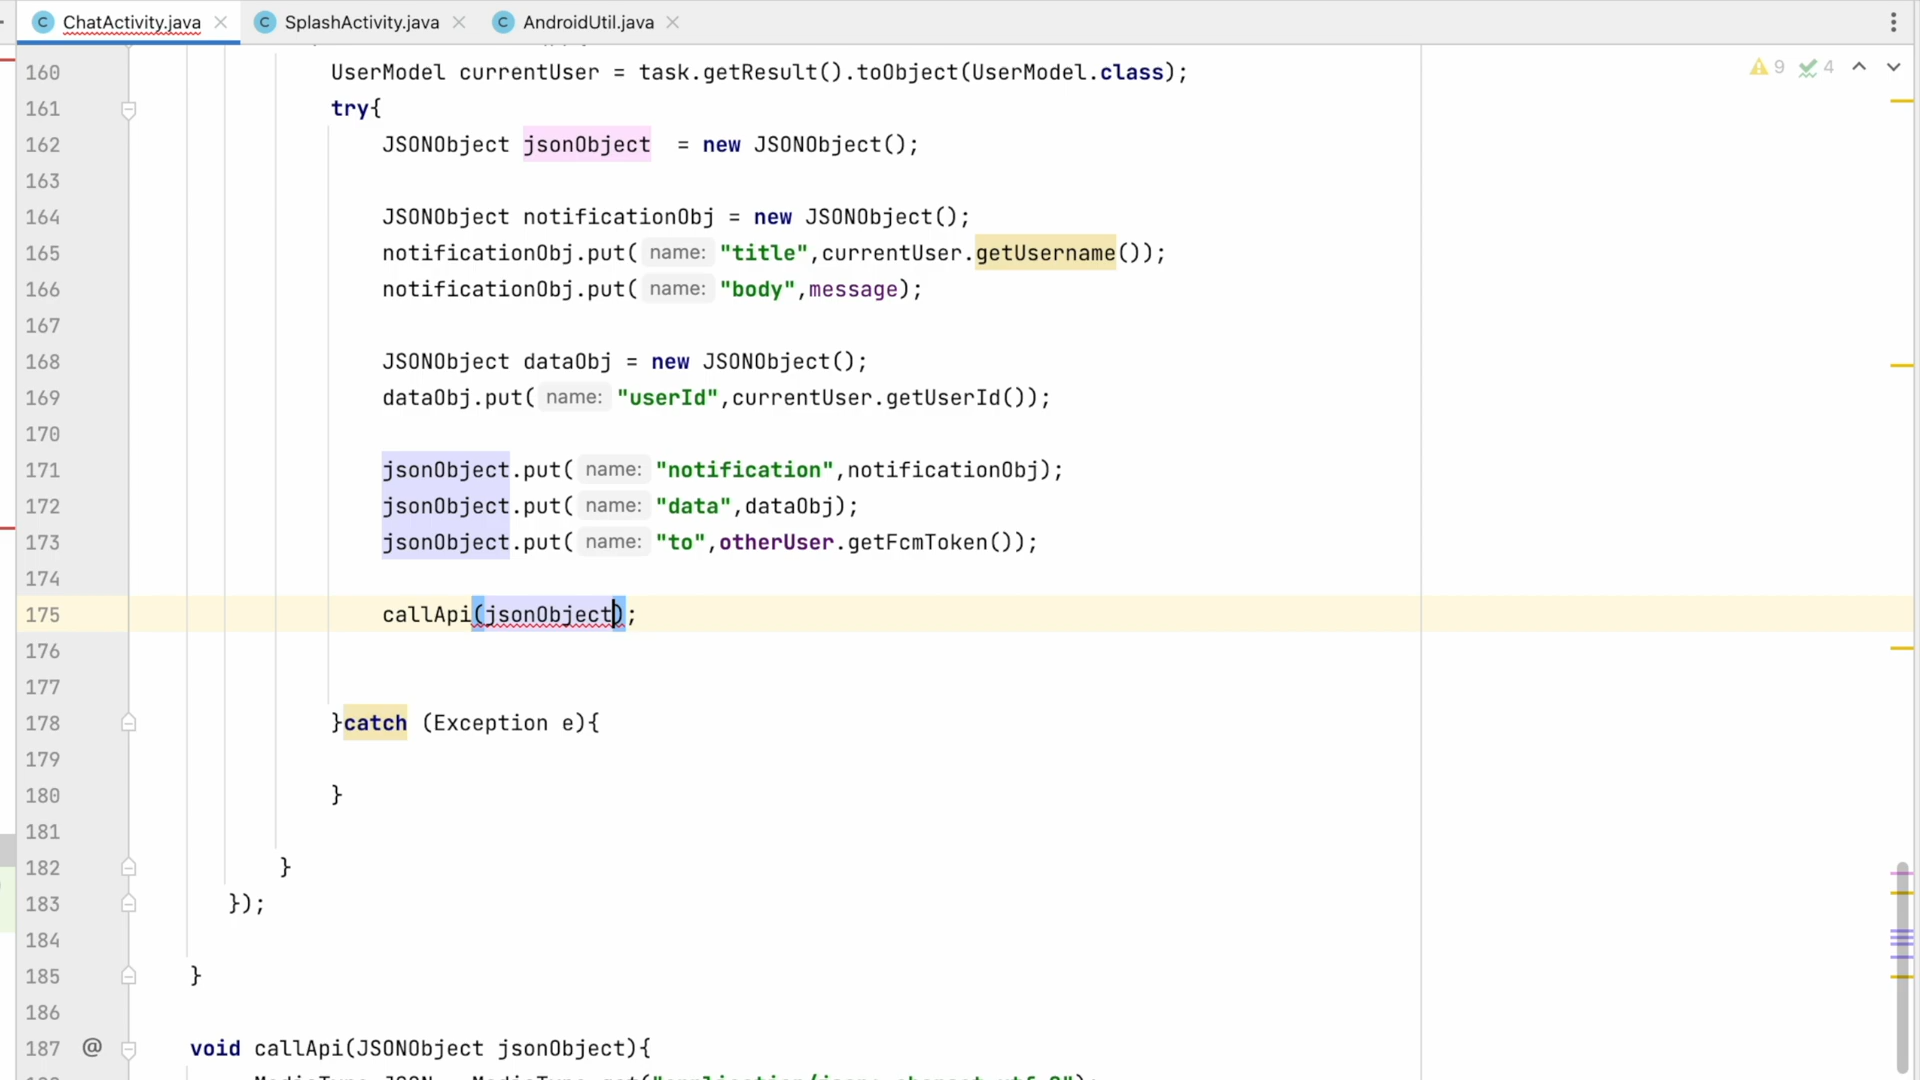 ChatActivity.java SplashActivity.java AndroidUtil.java
9 4
160 UserModel currentUser = task.getResult().toObject(UserModel.class);
161 try{
162 JSONObject jsonObject  = new JSONObject();
163
164 JSONObject notificationObj = new JSONObject();
165 notificationObj.put( name: "title",currentUser.getUsername());
166 notificationObj.put( name: "body",message);
167
168 JSONObject dataObj = new JSONObject();
169 dataObj.put( name: "userId",currentUser.getUserId());
170
171 jsonObject.put( name: "notification",notificationObj);
172 jsonObject.put( name: "data",dataObj);
173 jsonObject.put( name: "to",otherUser.getFcmToken());
174
175 callApi(jsonObject);
176
177
178 }catch (Exception e){
179
180 }
181
182 }
183 });
184
185 }
186
187 @ void callApi(JSONObject jsonObject){